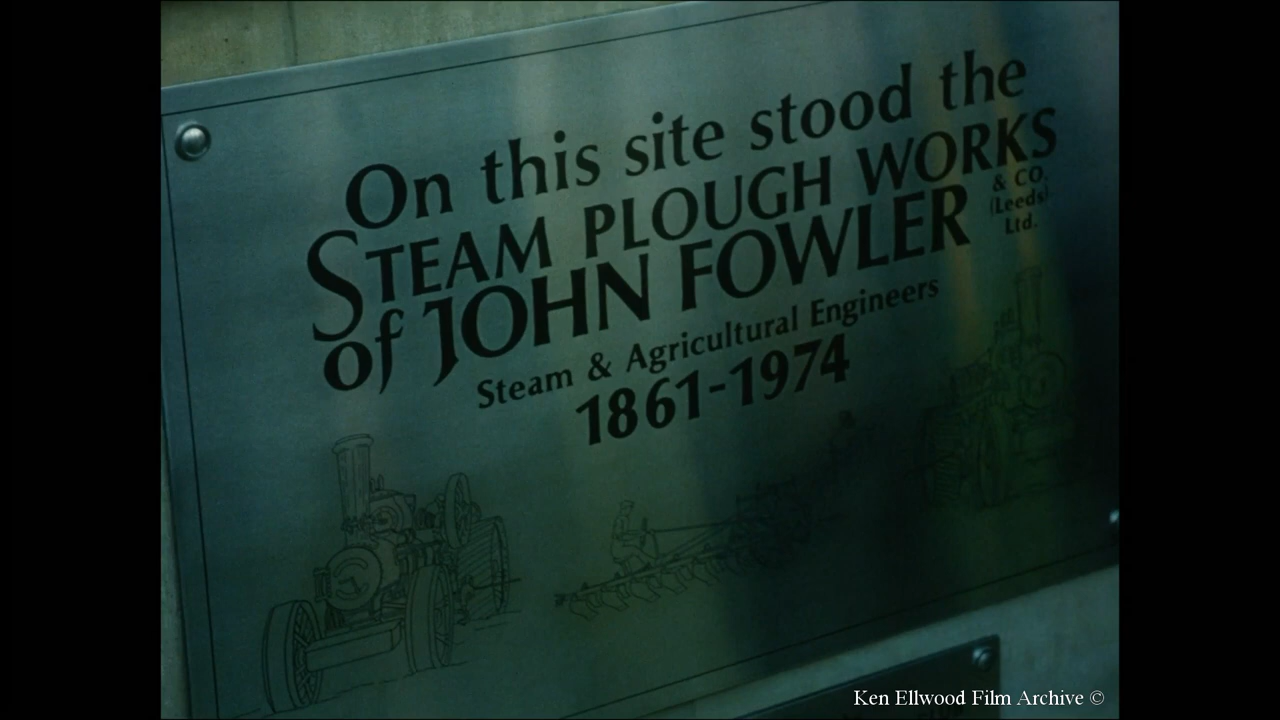 On this site stood the
STEAM PLOUGH WORKS
of JOHN FOWLER & CO.
(Leeds)
Ltd.
Steam & Agricultural Engineers
1861-1974
Ken Ellwood Film Archive ©